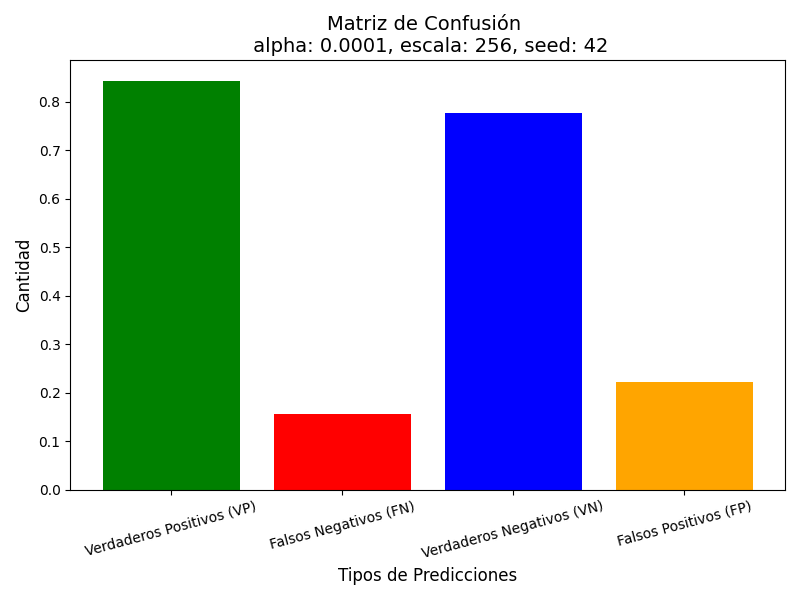 Matriz de Confusión
alpha: 0.0001, escala: 256, seed: 42
Cantidad
0.8
0.7
0.6
0.5
0.4
0.3
0.2
0.1
0.0
Verdaderos Positivos (VP)
Falsos Negativos (FN)
Verdaderos Negativos (VN)
Falsos Positivos (FP)
Tipos de Predicciones